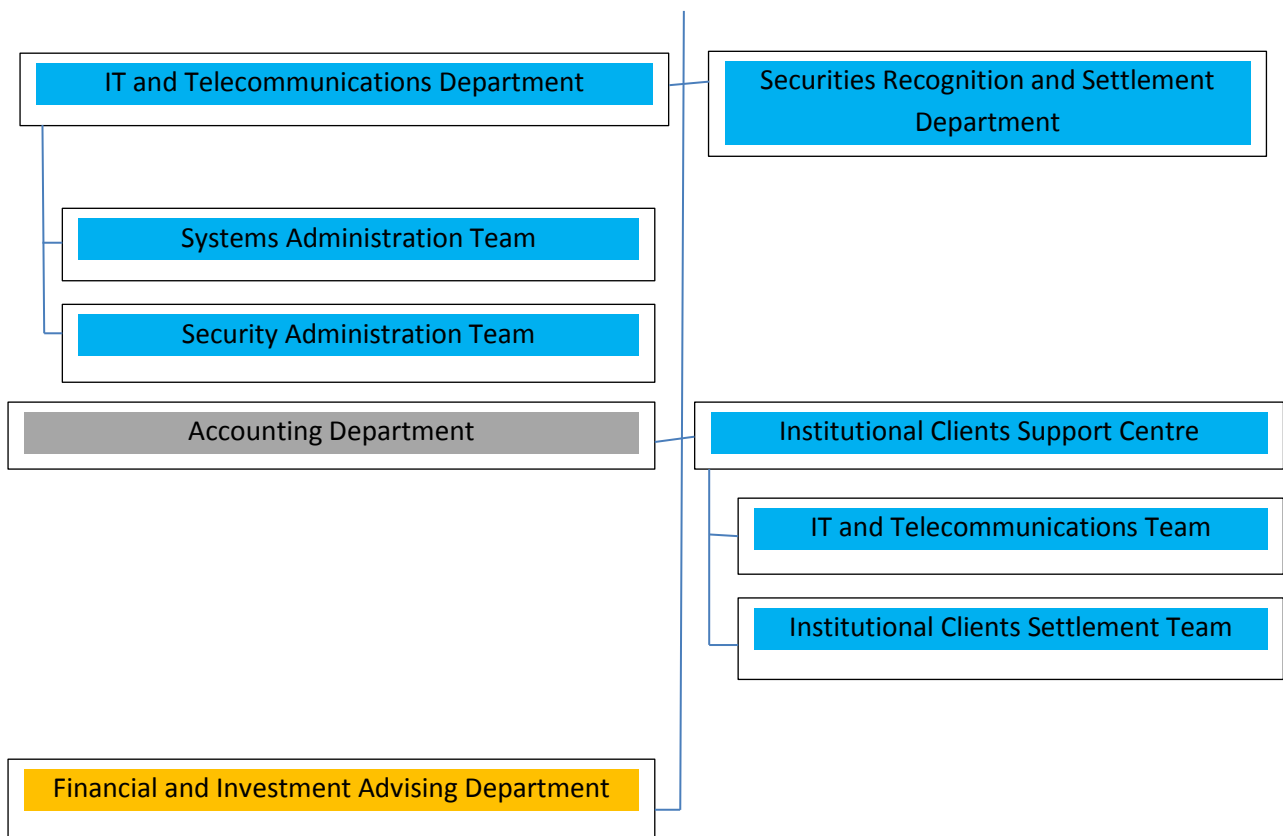 IT and Telecommunications Department
Securities Recognition and Settlement
Department
Systems Administration Team
Security Administration Team
Accounting Department
Institutional Clients Support Centre
IT and Telecommunications Team
Institutional Clients Settlement Team
Financial and Investment Advising Department